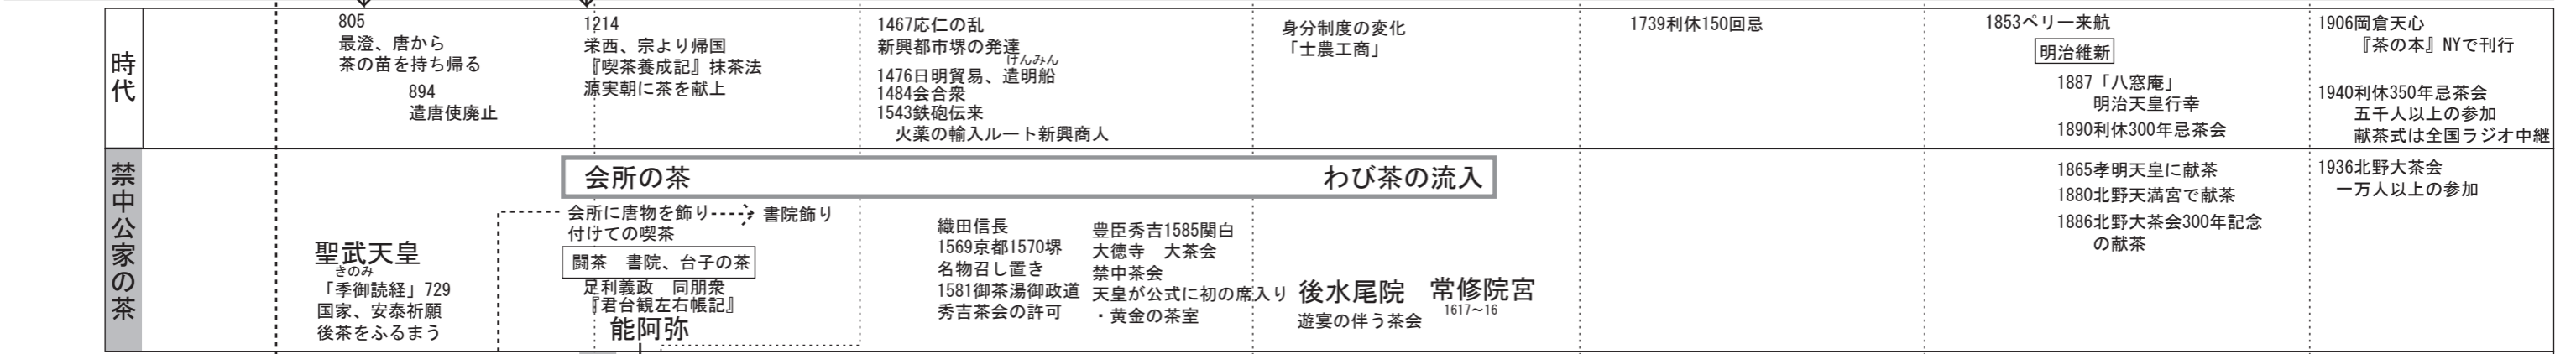 時代
805
最澄、唐から
茶の苗を持ち帰る
894
遣唐使廃止
1214
栄西、宗より帰国
『喫茶養成記』抹茶法
源実朝に茶を献上
1467応仁の乱
新興都市堺の発達
げんみん
1476日明貿易、遣明船
1484会合衆
1543鉄砲伝来
火薬の輸入ルート新興商人
身分制度の変化
「士農工商」
1739利休150回忌
1853ペリー来航
明治維新
1887「八窓庵」
明治天皇行幸
1890利休300年忌茶会
1906岡倉天心
『茶の本』NYで刊行
1940利休350年忌茶会
五千人以上の参加
献茶式は全国ラジオ中継
禁中公家の茶
聖武天皇
きのみ
「季御読経」729
国家、安泰祈願
後茶をふるまう
会所の茶 わび茶の流入
会所に唐物を飾り 書院飾り
付けての喫茶
闘茶 書院、台子の茶
足利義政 同朋衆
『君台観左右帳記』
能阿弥
織田信長
1569京都1570堺
名物召し置き
1581御茶湯御政道
秀吉茶会の許可
豊臣秀吉1585関白
大徳寺 大茶会
禁中茶会
天皇が公式に初の席入り
・黄金の茶室
後水尾院
遊宴の伴う茶会
常修院宮
1617～16
1865孝明天皇に献茶
1880北野天満宮で献茶
1886北野大茶会300年記念
の献茶
1936北野大茶会
一万人以上の参加